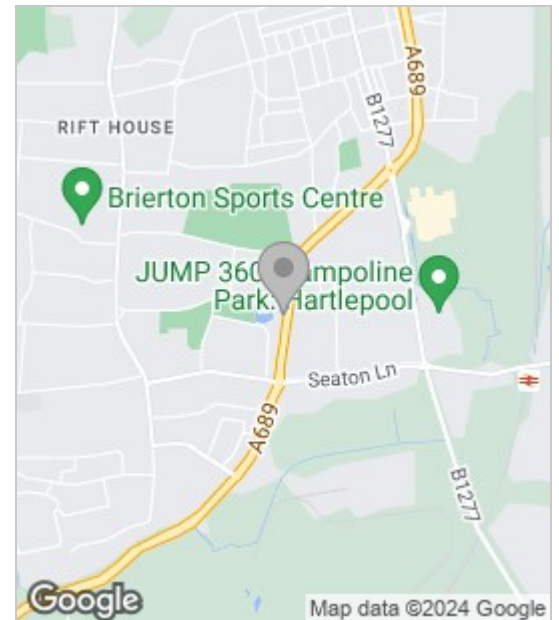 A689
B1277
RIFT HOUSE
Brierton Sports Centre
JUMP 360
Park. Hartlepool
Seaton Ln
A689
B1277
Google
Map data ©2024 Google